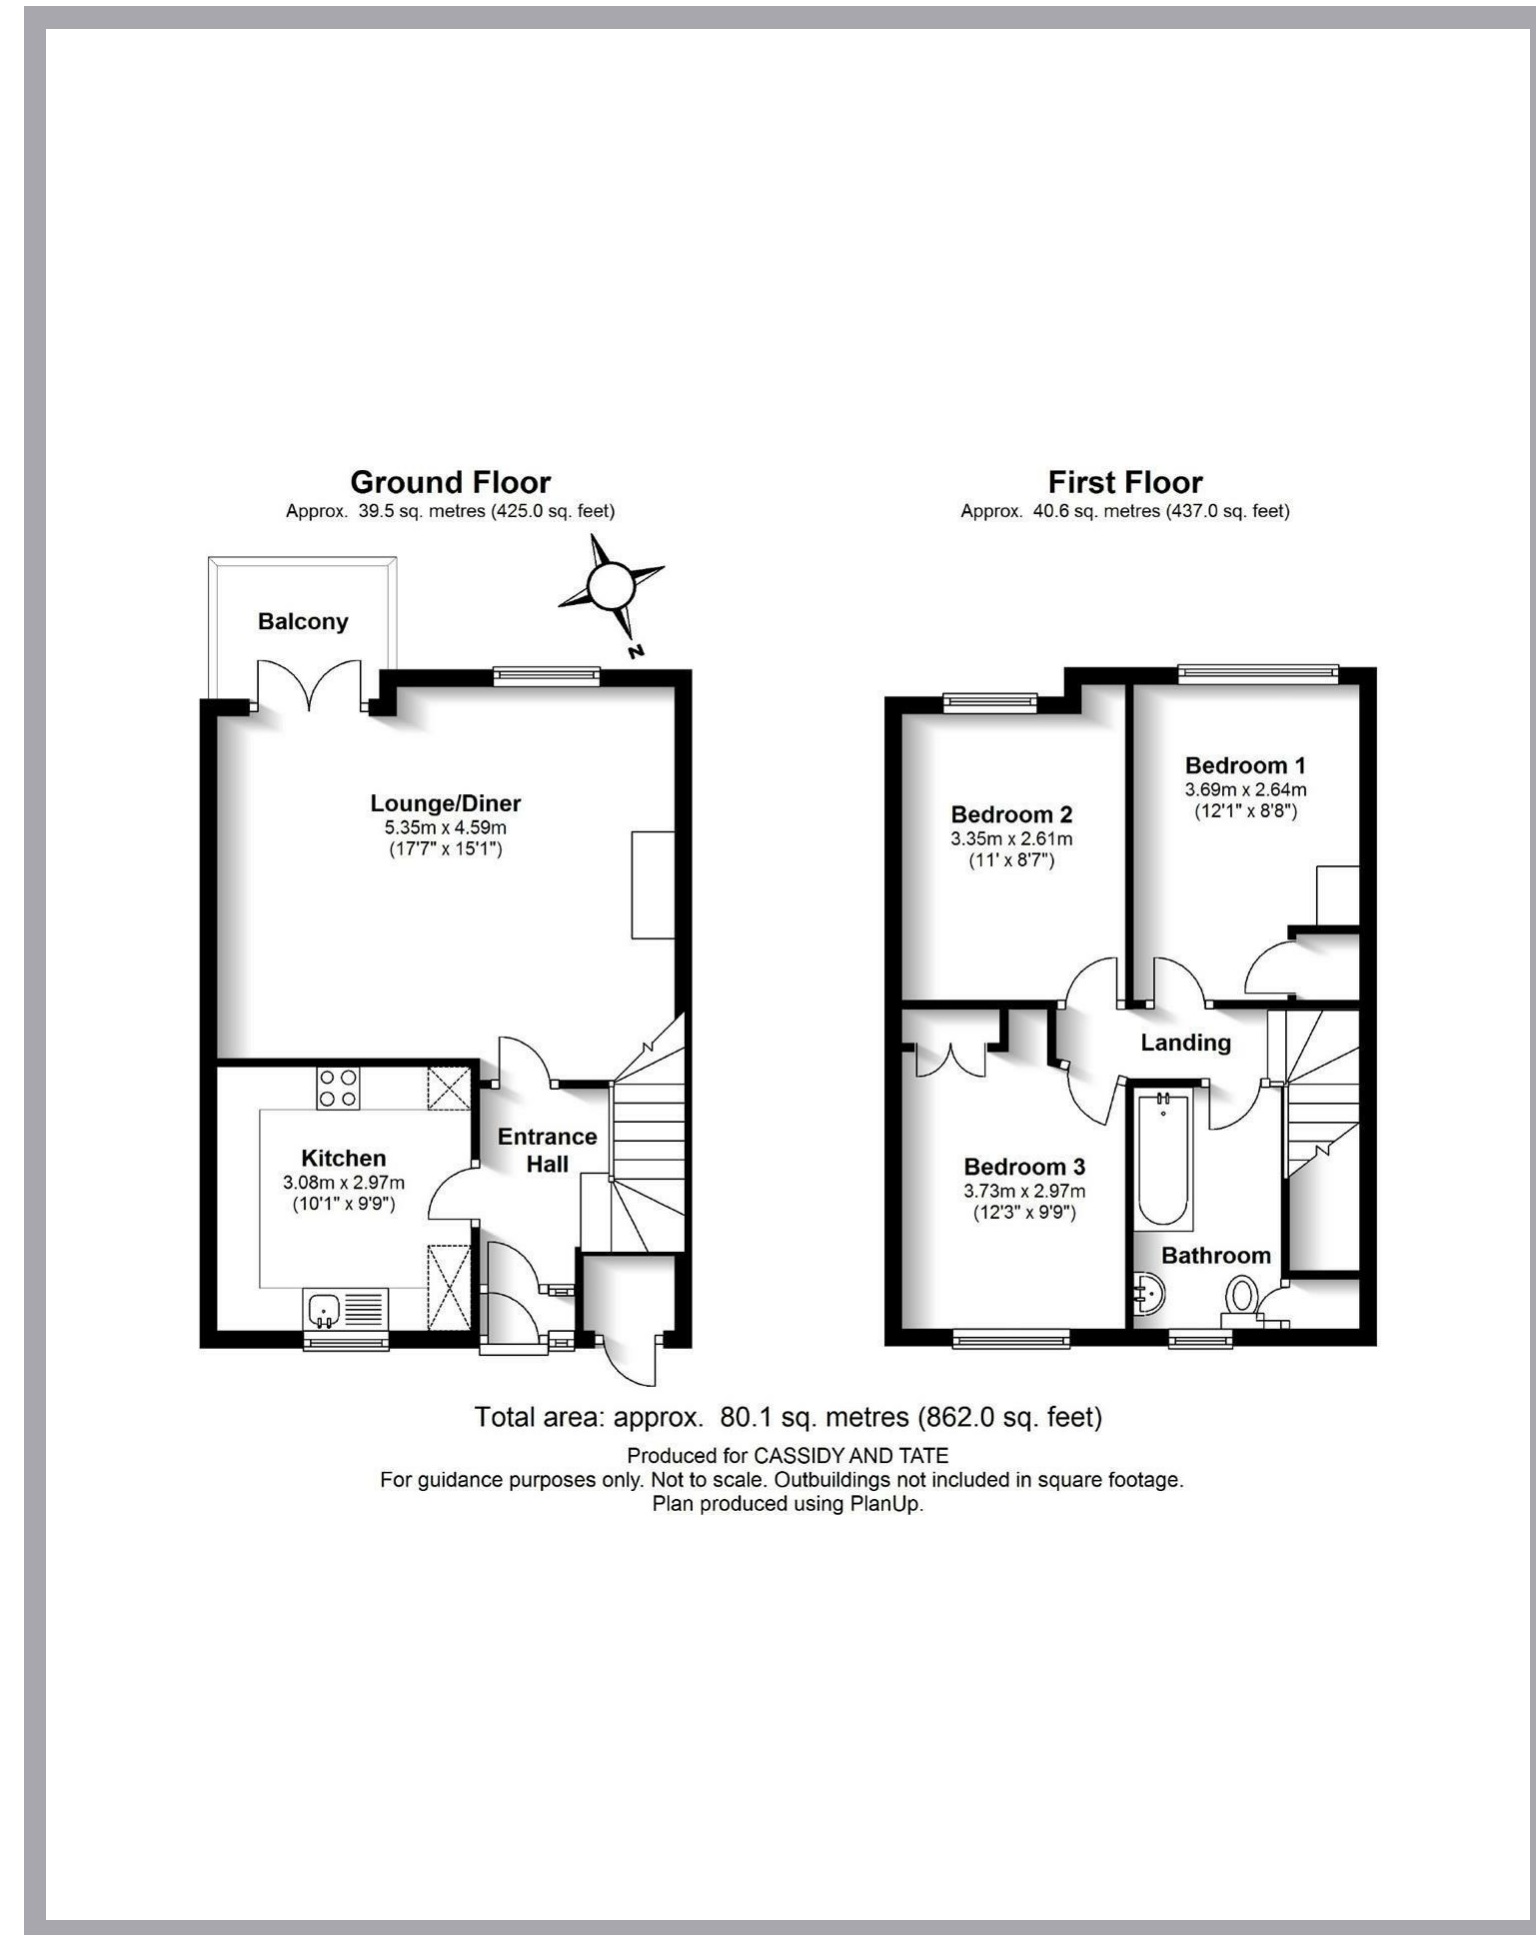 Ground Floor
Approx.  39.5 sq. metres (425.0 sq. feet)
N
Balcony
Lounge/Diner
5.35m x 4.59m
(17'7" x 15'1")
Kitchen
3.08m x 2.97m
(10'1" x 9'9")
Entrance
Hall
First Floor
Approx.  40.6 sq. metres (437.0 sq. feet)
Bedroom 1
3.69m x 2.64m
(12'1" x 8'8")
Bedroom 2
3.35m x 2.61m
(11' x 8'7")
Landing
Bedroom 3
3.73m x 2.97m
(12'3" x 9'9")
Bathroom
Total area: approx.  80.1 sq. metres (862.0 sq. feet)
Produced for CASSIDY AND TATE
For guidance purposes only. Not to scale. Outbuildings not included in square footage.
Plan produced using PlanUp.